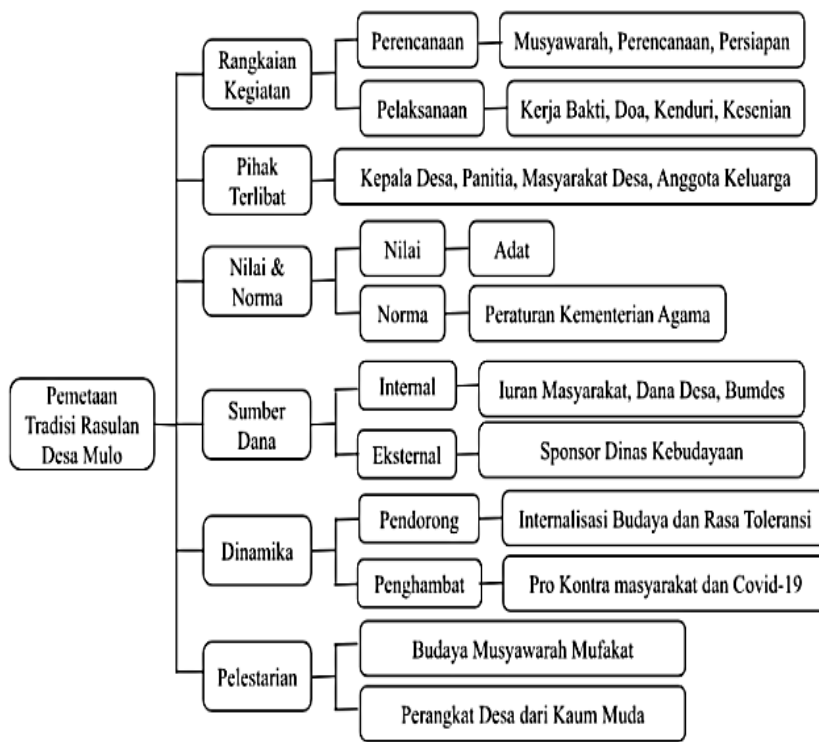 Pemetaan
Tradisi Rasulan
Desa Mulo
Rangkaian
Kegiatan
Perencanaan
Musyawarah, Perencanaan, Persiapan
Pelaksanaan
Kerja Bakti, Doa, Kenduri, Kesenian
Pihak
Terlibat
Kepala Desa, Panitia, Masyarakat Desa, Anggota Keluarga
Nilai &
Norma
Nilai
Adat
Norma
Peraturan Kementerian Agama
Sumber
Dana
Internal
Iuran Masyarakat, Dana Desa, Bumdes
Eksternal
Sponsor Dinas Kebudayaan
Dinamika
Pendorong
Internalisasi Budaya dan Rasa Toleransi
Penghambat
Pro Kontra masyarakat dan Covid-19
Pelestarian
Budaya Musyawarah Mufakat
Perangkat Desa dari Kaum Muda